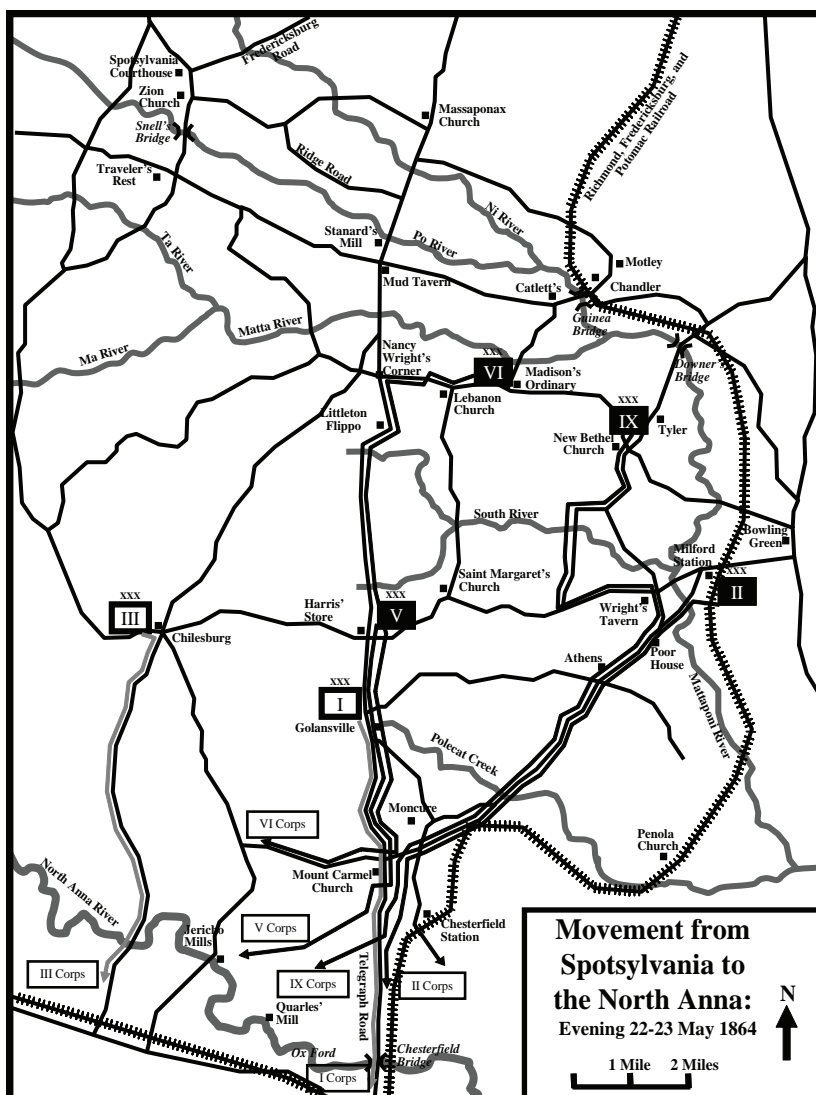 Spotsylvania
Courthouse
Zion
Church
Snell's
Bridge
Fredericksburg
Road
Massaponax
Church
Richmond, Fredericksburg, and
Potomac Railroad
Traveler's
Rest
Ridge Road
Ni River
Stanard's
Mill
Po River
Ta River
Mud Tavern
Motley
Chandler
Catlett's
Guinea
Bridge
Matta River
Ma River
Nancy
Wright's
Corner
xxx
VI
Madison's
Ordinary
Downer's
Bridge
Lebanon
Church
Littleton
Flippo
xxx
IX
Tyler
New Bethel
Church
South River
Bowling
Green
Milford
Station
xxx
II
Saint Margaret's
Church
xxx
V
Harris'
Store
xxx
III
Chilesburg
Wright's
Tavern
Poor
House
Athens
xxx
I
Golansville
Mattaponi River
Polecat Creek
Moncure
VI Corps
Mount Carmel
Church
Penola
Church
North Anna River
Jericho
Mills
V Corps
Chesterfield
Station
III Corps
IX Corps
Telegraph Road
II Corps
Quarles'
Mill
Ox Ford
Chesterfield
Bridge
I Corps
Movement from
Spotsylvania to
the North Anna:
Evening 22-23 May 1864
N
1 Mile 2 Miles